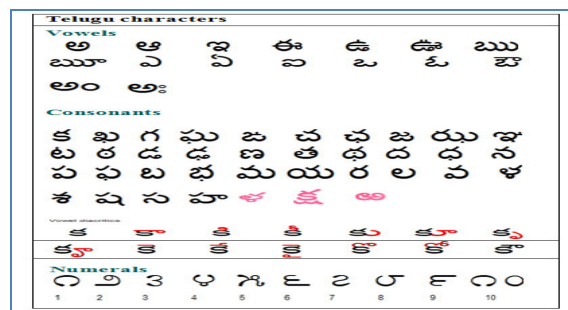 Telugu characters
Vowels
అ ఆ ఇ ఈ ఉ ఊ ఋ
ౠ ఎ ఏ ఐ ఒ ఓ ఔ
అం అః
Consonants
క ఖ గ ఘ ఙ చ ఛ జ ఝ ఞ
ట ఠ డ ఢ ణ త థ ద ధ న
ప ఫ బ భ మ య ర ల వ ళ
శ ష స హ ళ క్ష ఱ
Vowel diacritics
క కా కి కీ కు కూ కృ
కౄ కె కే కై కొ కో కౌ
Numerals
౧ ౨ ౩ ౪ ౫ ౬ ౭ ౮ ౯ ౧౦
1 2 3 4 5 6 7 8 9 10